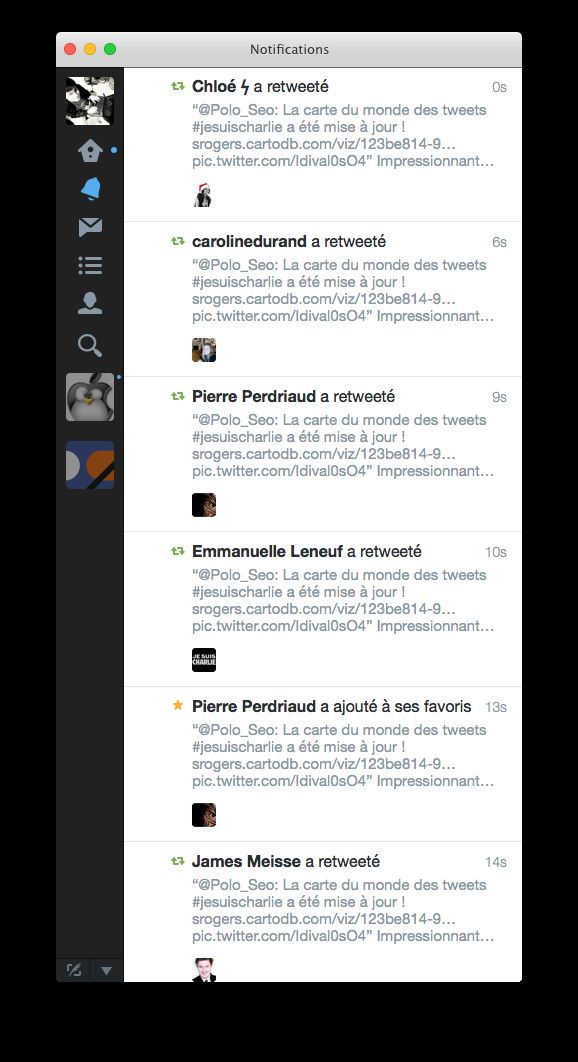 Notifications
Chloé ϟ a retweeté 0s
“@Polo_Seo: La carte du monde des tweets
#jesuischarlie a été mise à jour !
srogers.cartodb.com/viz/123be814-9…
pic.twitter.com/Idival0sO4” Impressionnant…
carolinedurand a retweeté 6s
“@Polo_Seo: La carte du monde des tweets
#jesuischarlie a été mise à jour !
srogers.cartodb.com/viz/123be814-9…
pic.twitter.com/Idival0sO4” Impressionnant…
Pierre Perdriaud a retweeté 9s
“@Polo_Seo: La carte du monde des tweets
#jesuischarlie a été mise à jour !
srogers.cartodb.com/viz/123be814-9…
pic.twitter.com/Idival0sO4” Impressionnant…
Emmanuelle Leneuf a retweeté 10s
“@Polo_Seo: La carte du monde des tweets
#jesuischarlie a été mise à jour !
srogers.cartodb.com/viz/123be814-9…
pic.twitter.com/Idival0sO4” Impressionnant…
JE SUIS
CHARLIE
Pierre Perdriaud a ajouté à ses favoris 13s
“@Polo_Seo: La carte du monde des tweets
#jesuischarlie a été mise à jour !
srogers.cartodb.com/viz/123be814-9…
pic.twitter.com/Idival0sO4” Impressionnant…
James Meisse a retweeté 14s
“@Polo_Seo: La carte du monde des tweets
#jesuischarlie a été mise à jour !
srogers.cartodb.com/viz/123be814-9…
pic.twitter.com/Idival0sO4” Impressionnant…